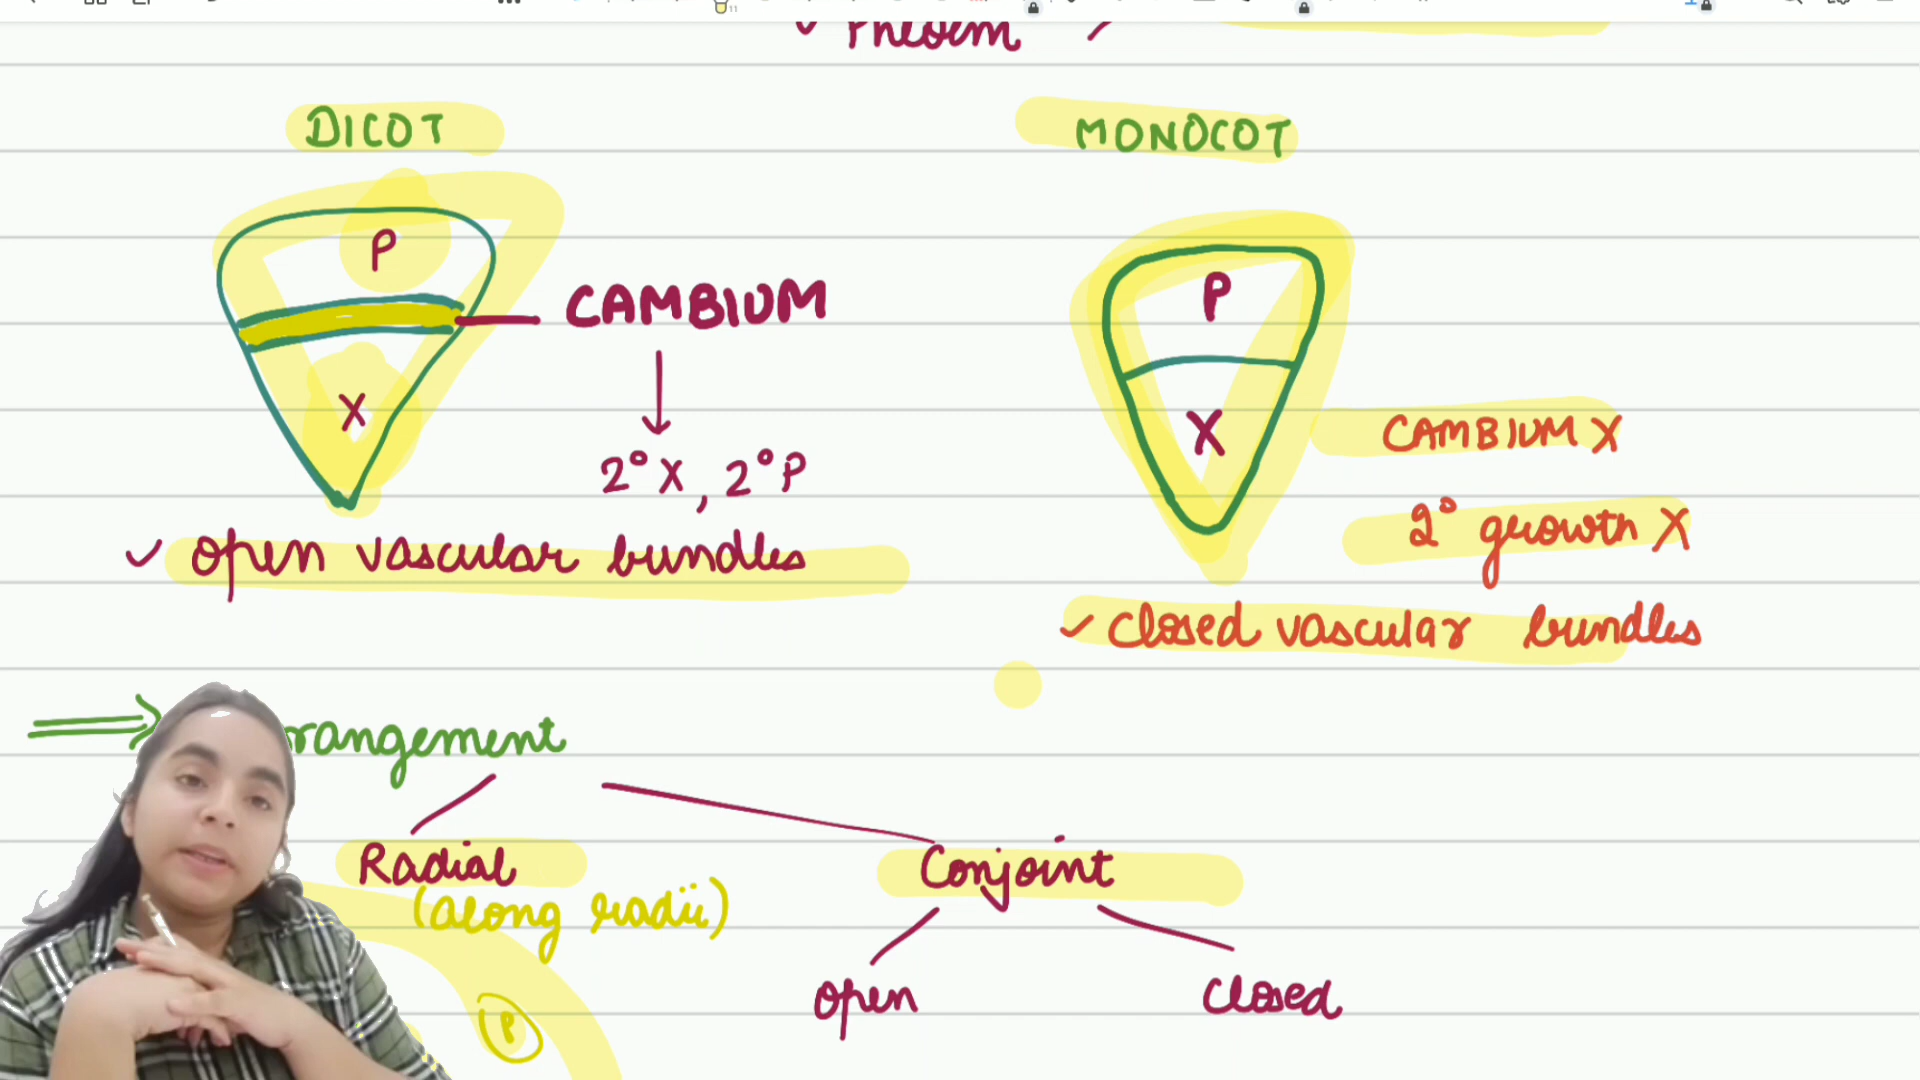 Phloem
DICOT
MONOCOT
P
CAMBIUM
P
X
X
CAMBIUM X
2° X, 2° P
2° growth X
✓ open vascular bundles
✓ closed vascular bundles
rangement
Radial
Conjoint
(along radii)
open
closed
P